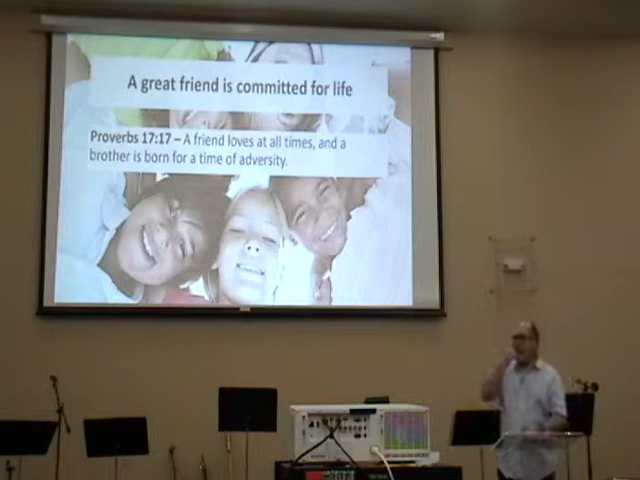 A great friend is committed for life
Proverbs 17:17 – A friend loves at all times, and a
brother is born for a time of adversity.